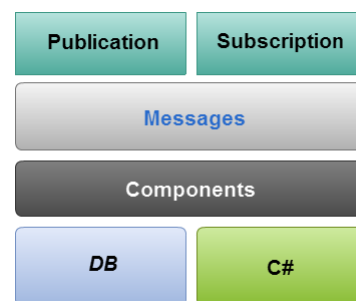 Publication
Subscription
Messages
Components
DB
C#